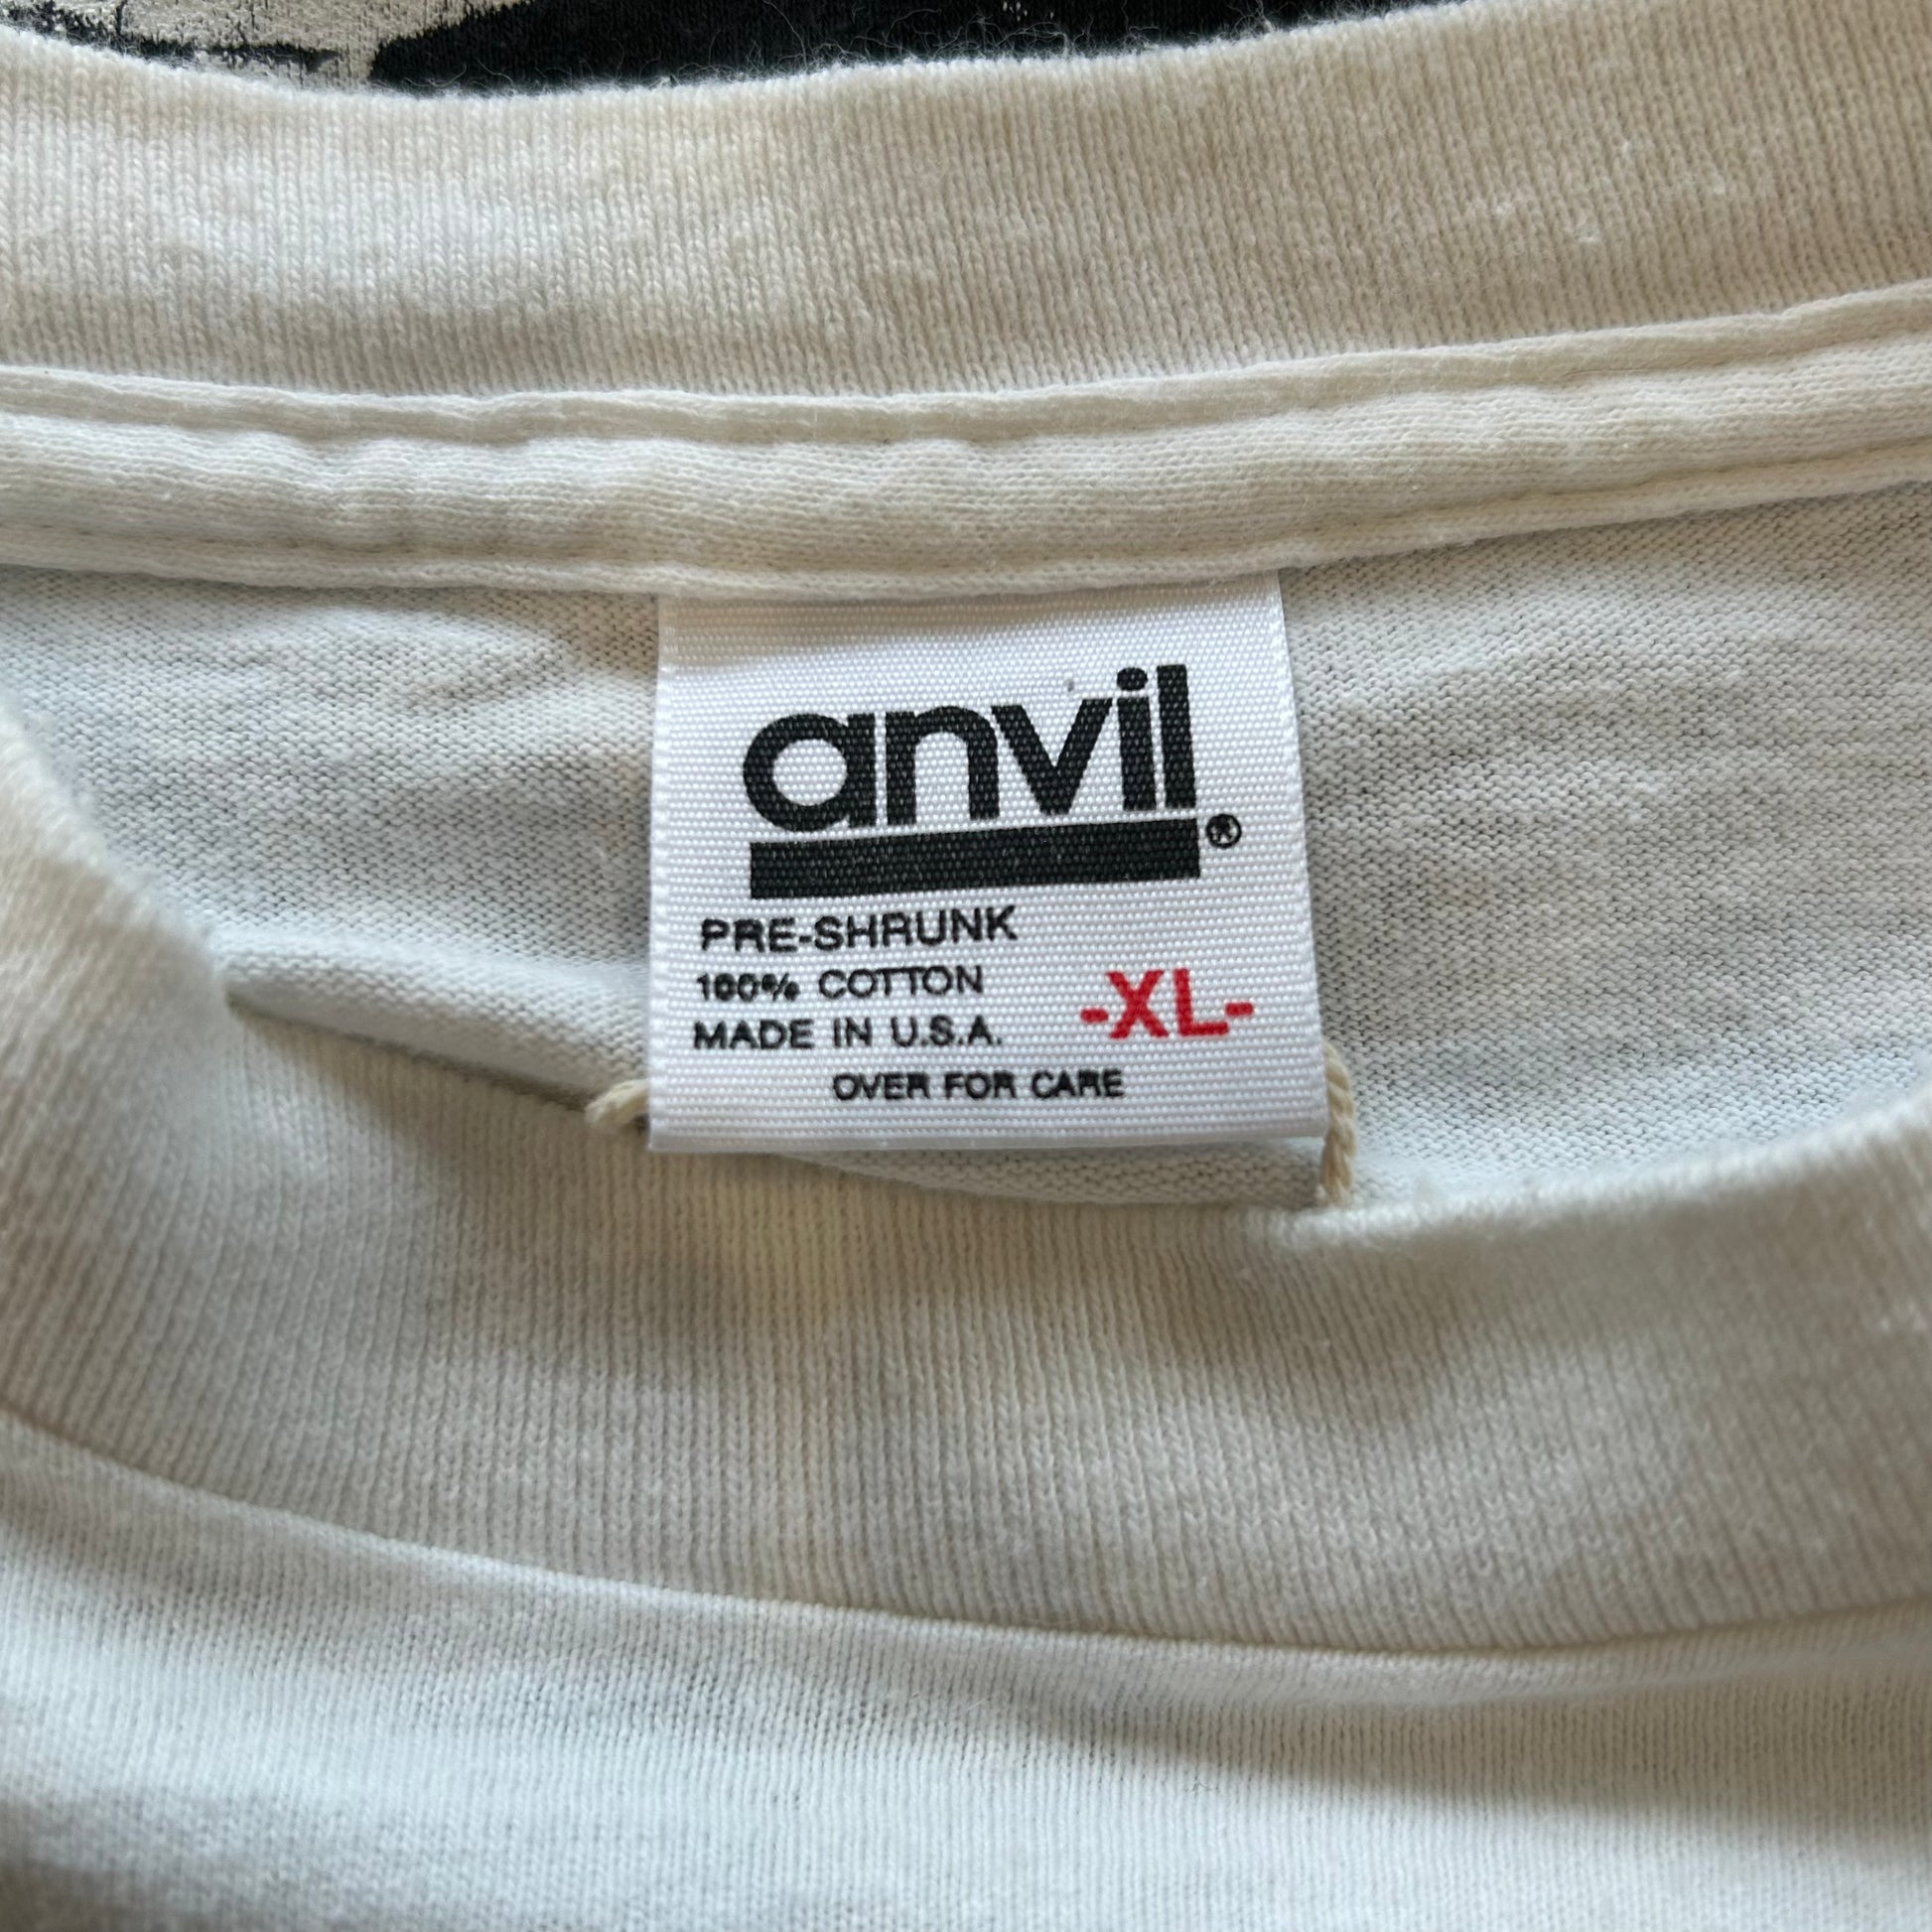 anvil®
PRE-SHRUNK
100% COTTON
MADE IN U.S.A.
-XL-
OVER FOR CARE